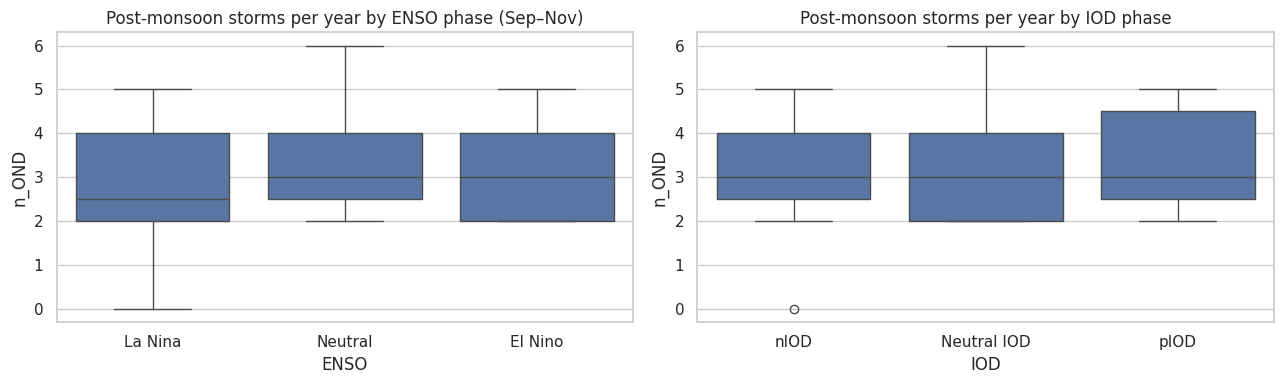 Post-monsoon storms per year by ENSO phase (Sep–Nov)
n_OND
6
5
4
3
2
1
0
La Nina Neutral El Nino
ENSO
Post-monsoon storms per year by IOD phase
n_OND
6
5
4
3
2
1
0
nIOD Neutral IOD pIOD
IOD